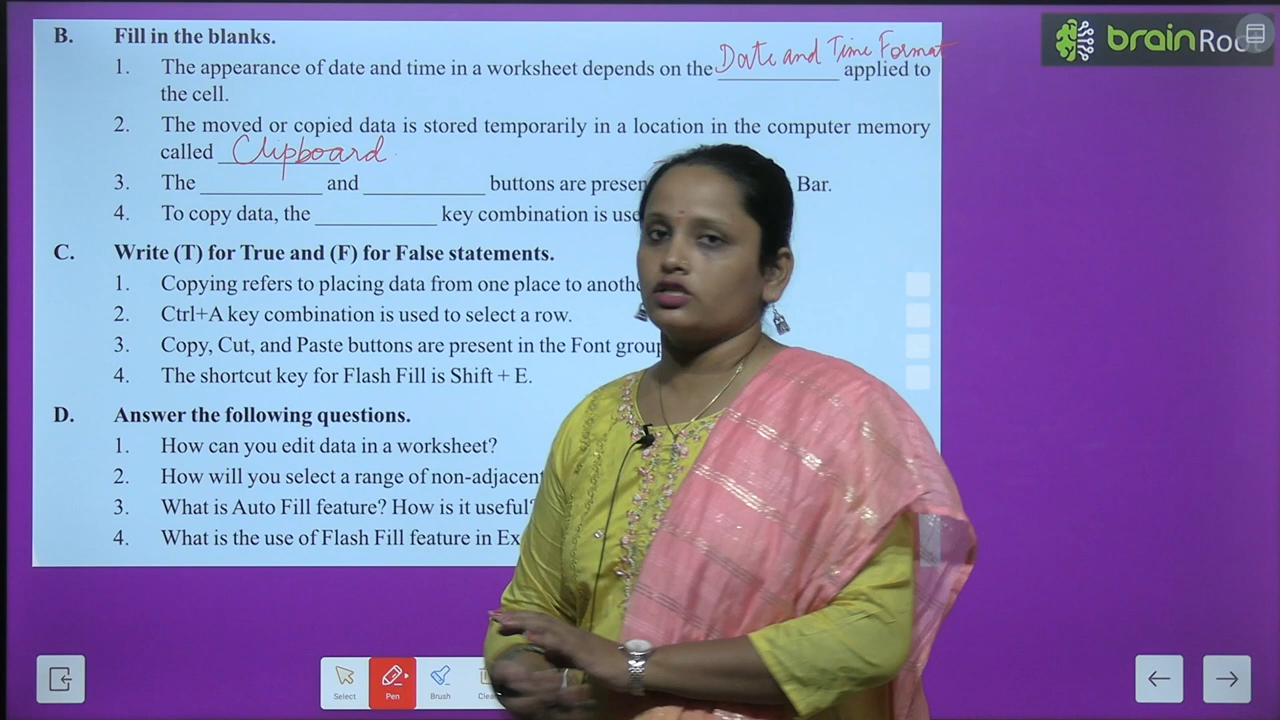 B. Fill in the blanks.
1. The appearance of date and time in a worksheet depends on the Date and Time Format applied to
the cell.
2. The moved or copied data is stored temporarily in a location in the computer memory
called Clipboard
3. The ____________ and ____________ buttons are Bar.
4. To copy data, the ____________ key combination is
C. Write (T) for True and (F) for False statements.
1. Copying refers to placing data from one place to
2. Ctrl+A key combination is used to select a row.
3. Copy, Cut, and Paste buttons are present in the Font group
4. The shortcut key for Flash Fill is Shift + E.
D. Answer the following questions.
1. How can you edit data in a worksheet?
2. How will you select a range of non-adjacent
3. What is Auto Fill feature? How is it useful?
4. What is the use of Flash Fill feature in
brainRoot
Select
Pen
Brush